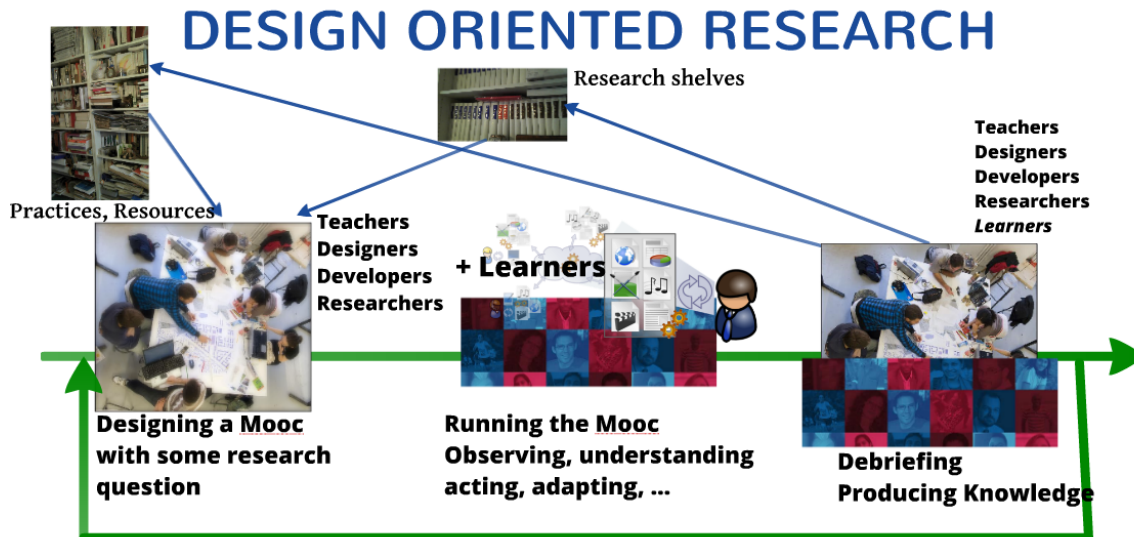 DESIGN ORIENTED RESEARCH
Research shelves
Practices, Resources
Teachers
Designers
Developers
Researchers
+ Learners
Teachers
Designers
Developers
Researchers
Learners
Designing a Mooc
with some research
question
Running the Mooc
Observing, understanding
acting, adapting, ...
Debriefing
Producing Knowledge